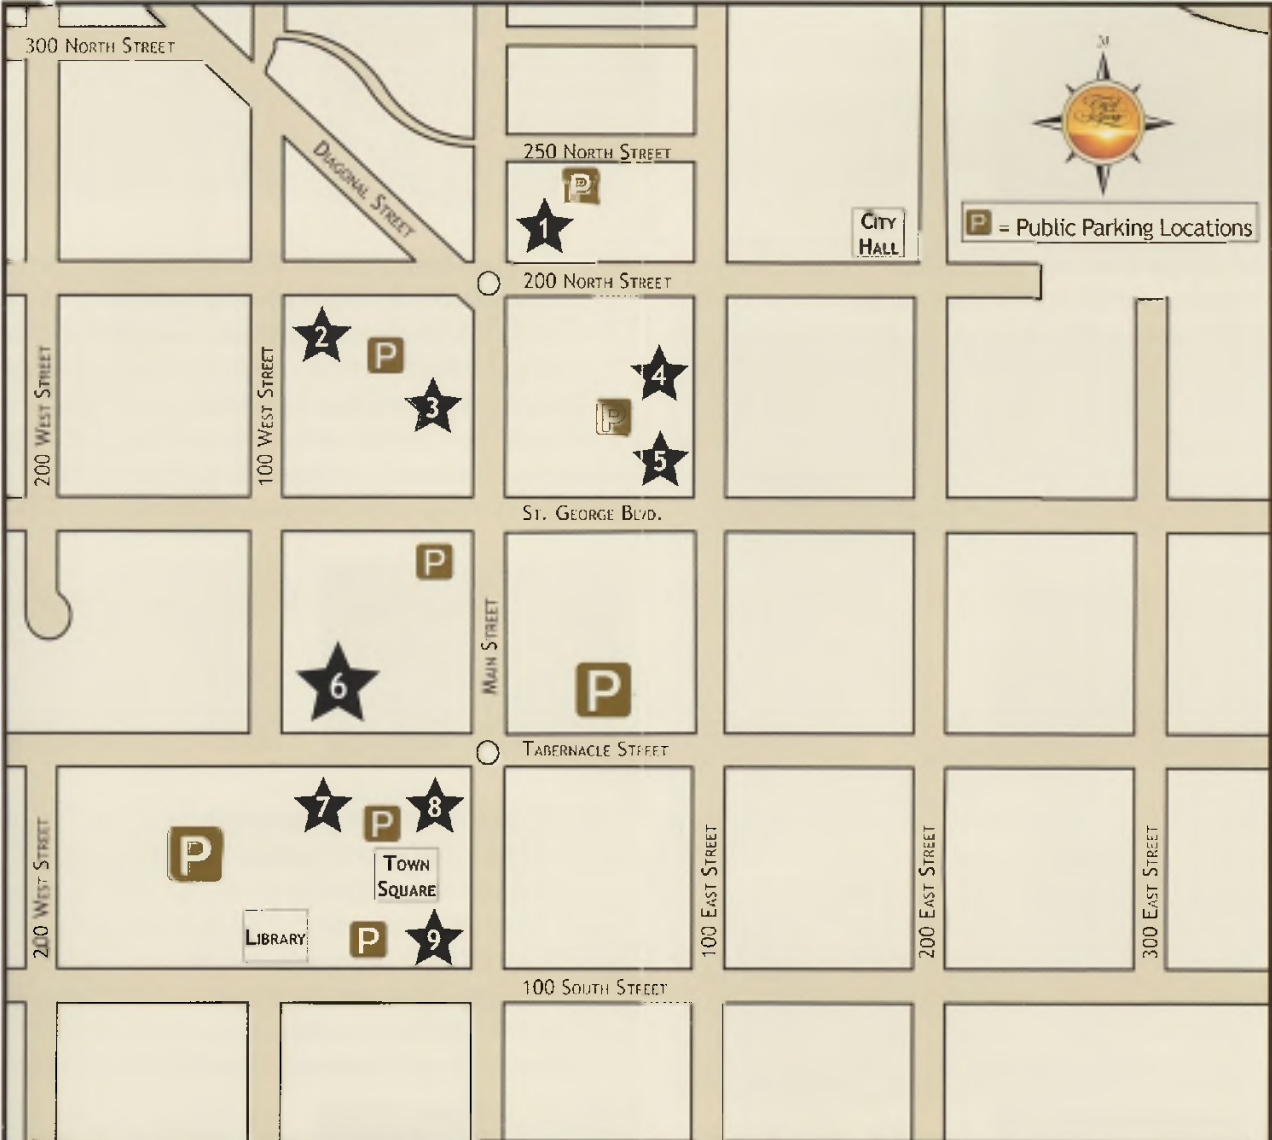 300 North Street
N
250 North Street
P
Diagonal Street
1
City
Hall
P = Public Parking Locations
200 North Street
2
P
3
4
P
5
200 West Street
100 West Street
St. George Blvd.
P
Main Street
6
P
Tabernacle Street
7
P
8
P
Town
Square
Library
P
9
200 West Street
100 East Street
200 East Street
300 East Street
100 South Street